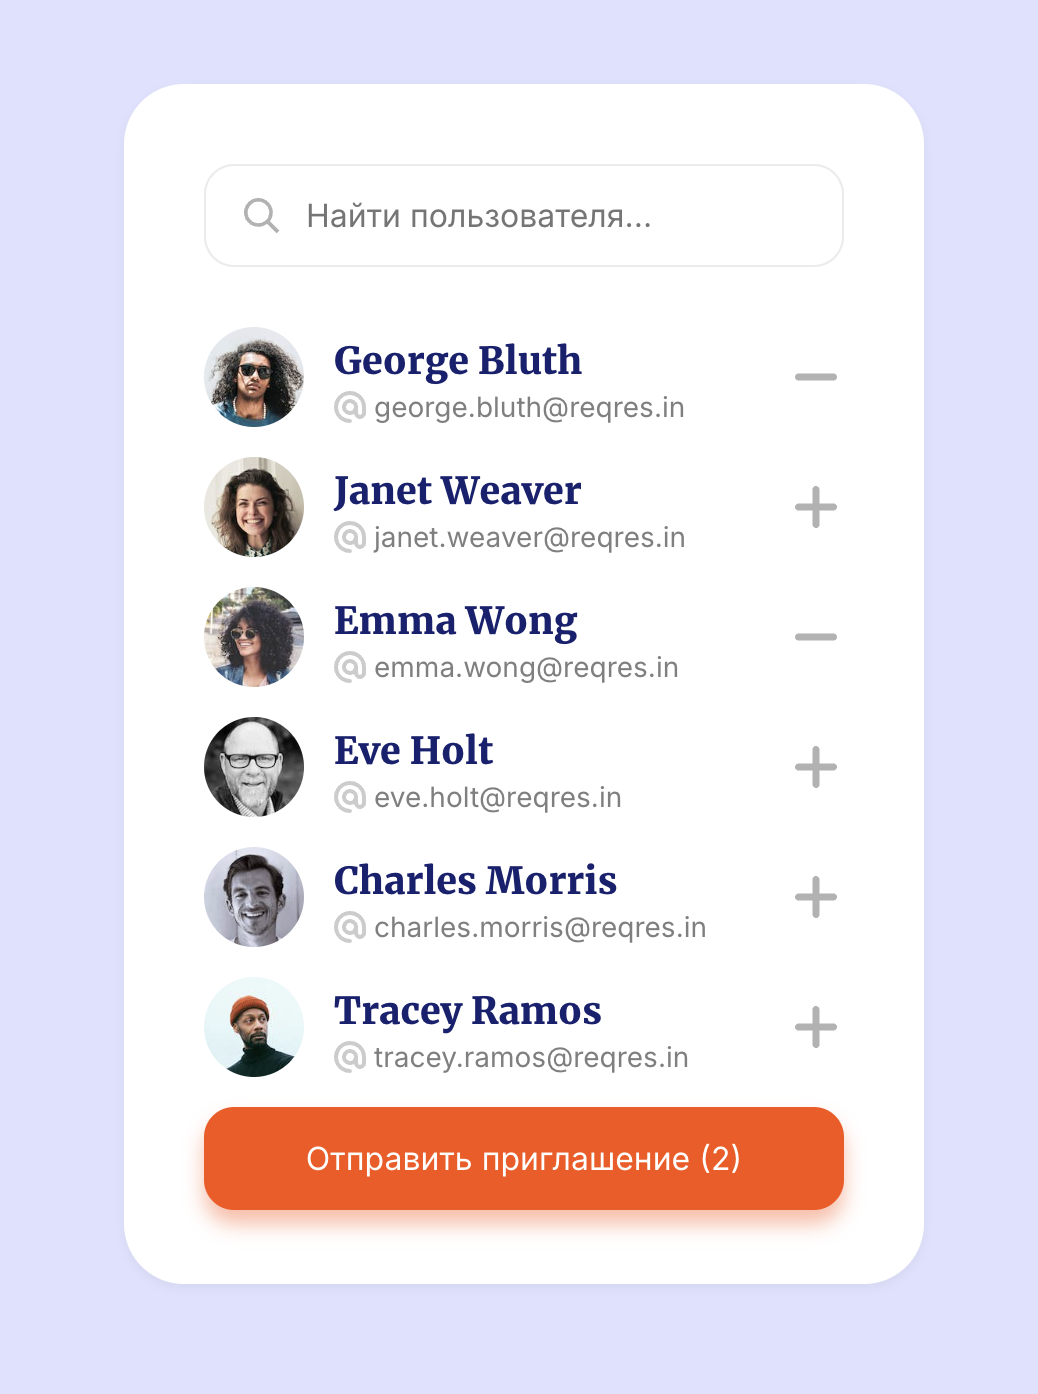 Найти пользователя...
George Bluth
george.bluth@reqres.in
Janet Weaver
janet.weaver@reqres.in
Emma Wong
emma.wong@reqres.in
Eve Holt
eve.holt@reqres.in
Charles Morris
charles.morris@reqres.in
Tracey Ramos
tracey.ramos@reqres.in
Отправить приглашение (2)